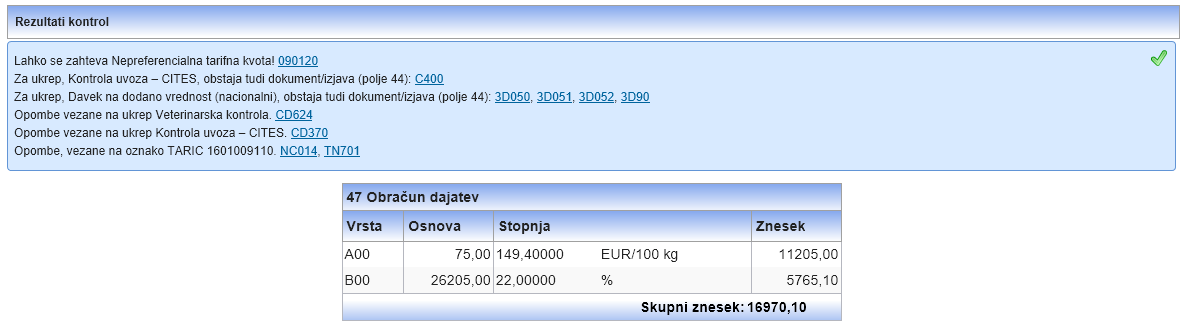 Rezultati kontrol
Lahko se zahteva Nepreferencialna tarifna kvota! 090120
Za ukrep, Kontrola uvoza – CITES, obstaja tudi dokument/izjava (polje 44): C400
Za ukrep, Davek na dodano vrednost (nacionalni), obstaja tudi dokument/izjava (polje 44): 3D050, 3D051, 3D052, 3D90
Opombe vezane na ukrep Veterinarska kontrola. CD624
Opombe vezane na ukrep Kontrola uvoza – CITES. CD370
Opombe, vezane na oznako TARIC 1601009110. NC014, TN701
47 Obračun dajatev
Vrsta Osnova Stopnja Znesek
A00 75,00 149,40000 EUR/100 kg 11205,00
B00 26205,00 22,00000 % 5765,10
Skupni znesek: 16970,10